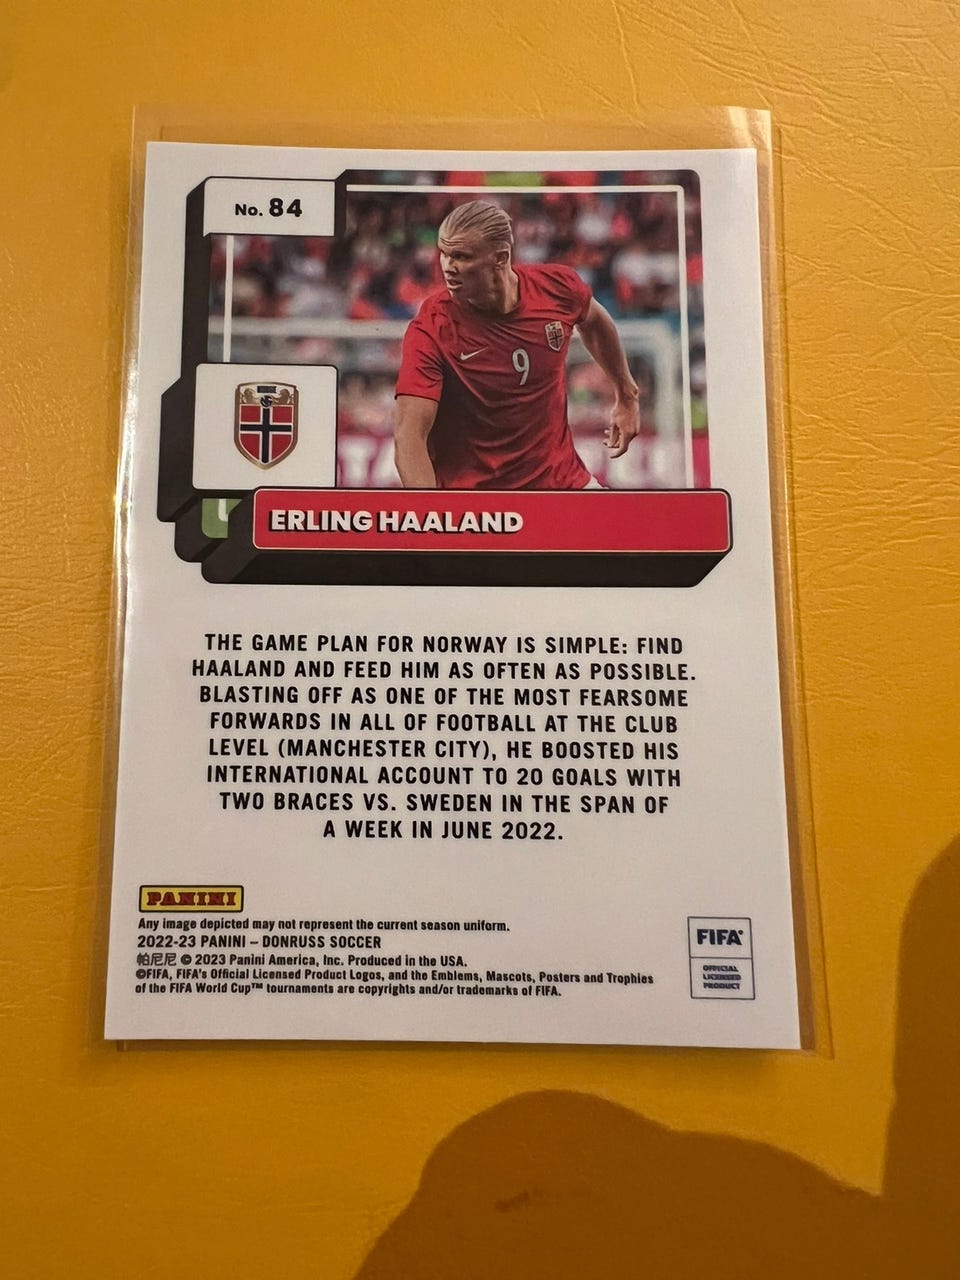 No. 84
9
ERLING HAALAND
THE GAME PLAN FOR NORWAY IS SIMPLE: FIND
HAALAND AND FEED HIM AS OFTEN AS POSSIBLE.
BLASTING OFF AS ONE OF THE MOST FEARSOME
FORWARDS IN ALL OF FOOTBALL AT THE CLUB
LEVEL (MANCHESTER CITY), HE BOOSTED HIS
INTERNATIONAL ACCOUNT TO 20 GOALS WITH
TWO BRACES VS. SWEDEN IN THE SPAN OF
A WEEK IN JUNE 2022.
PANINI
Any image depicted may not represent the current season uniform.
2022-23 PANINI – DONRUSS SOCCER
帕尼尼 © 2023 Panini America, Inc. Produced in the USA.
©FIFA, FIFA's Official Licensed Product Logos, and the Emblems, Mascots, Posters and Trophies
of the FIFA World Cup™ tournaments are copyrights and/or trademarks of FIFA.
FIFA®
OFFICIAL
LICENSED
PRODUCT